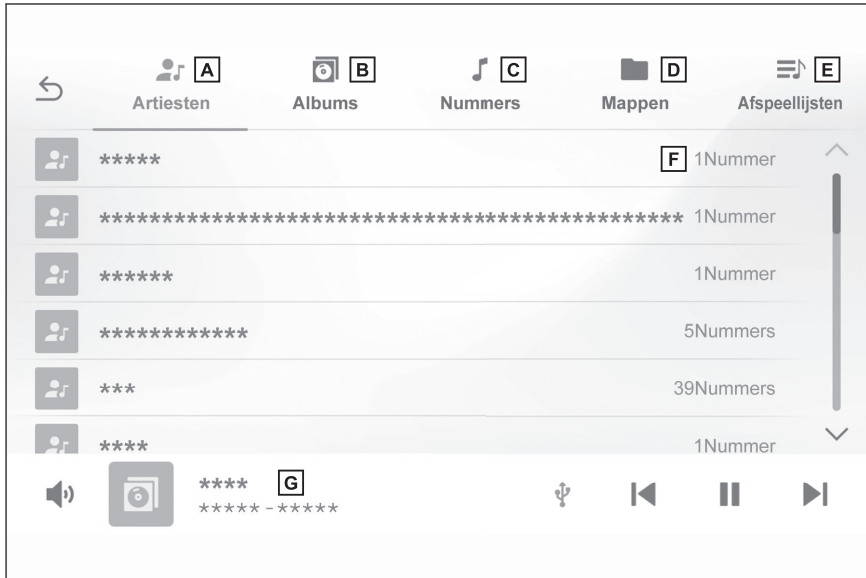 A B C D E
Artiesten Albums Nummers Mappen Afspeellijsten
***** F 1Nummer
*********************************************** 1Nummer
****** 1Nummer
************ 5Nummers
*** 39Nummers
**** 1Nummer
**** G
***** - *****